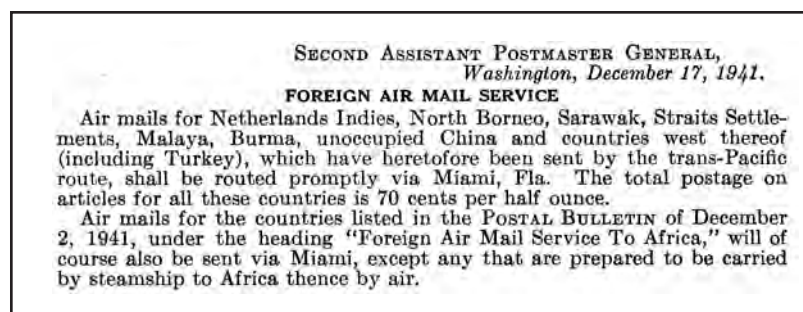 SECOND ASSISTANT POSTMASTER GENERAL,
Washington, December 17, 1941.
FOREIGN AIR MAIL SERVICE
Air mails for Netherlands Indies, North Borneo, Sarawak, Straits Settle-
ments, Malaya, Burma, unoccupied China and countries west thereof
(including Turkey), which have heretofore been sent by the trans-Pacific
route, shall be routed promptly via Miami, Fla. The total postage on
articles for all these countries is 70 cents per half ounce.
Air mails for the countries listed in the POSTAL BULLETIN of December
2, 1941, under the heading "Foreign Air Mail Service To Africa," will of
course also be sent via Miami, except any that are prepared to be carried
by steamship to Africa thence by air.